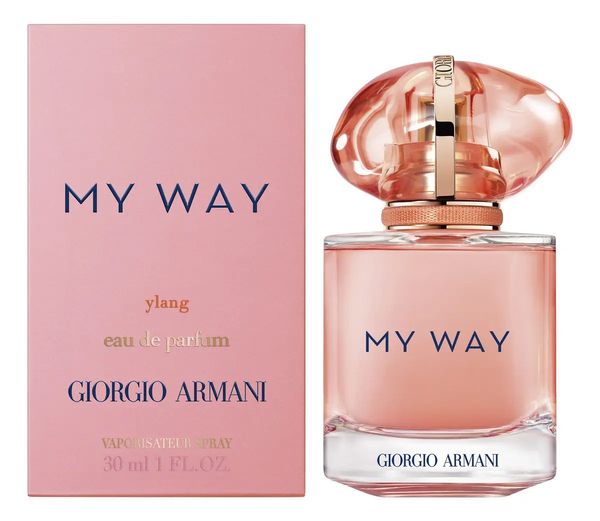 MY WAY
ylang
eau de parfum
GIORGIO ARMANI
VAPORISATEUR SPRAY
30 ml 1 FL.OZ.
MY WAY
GIORGIO ARMANI